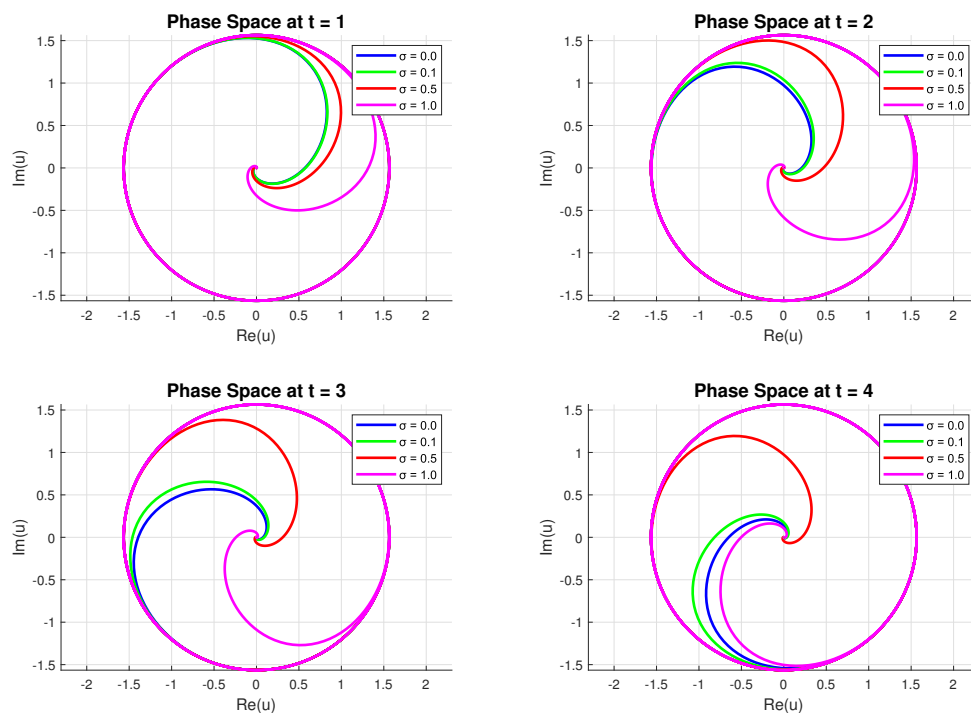 Phase Space at t = 1
σ = 0.0
σ = 0.1
σ = 0.5
σ = 1.0
1.5
1
0.5
0
-0.5
-1
-1.5
Im(u)
-2 -1.5 -1 -0.5 0 0.5 1 1.5 2
Re(u)
Phase Space at t = 2
σ = 0.0
σ = 0.1
σ = 0.5
σ = 1.0
1.5
1
0.5
0
-0.5
-1
-1.5
Im(u)
-2 -1.5 -1 -0.5 0 0.5 1 1.5 2
Re(u)
Phase Space at t = 3
σ = 0.0
σ = 0.1
σ = 0.5
σ = 1.0
1.5
1
0.5
0
-0.5
-1
-1.5
Im(u)
-2 -1.5 -1 -0.5 0 0.5 1 1.5 2
Re(u)
Phase Space at t = 4
σ = 0.0
σ = 0.1
σ = 0.5
σ = 1.0
1.5
1
0.5
0
-0.5
-1
-1.5
Im(u)
-2 -1.5 -1 -0.5 0 0.5 1 1.5 2
Re(u)